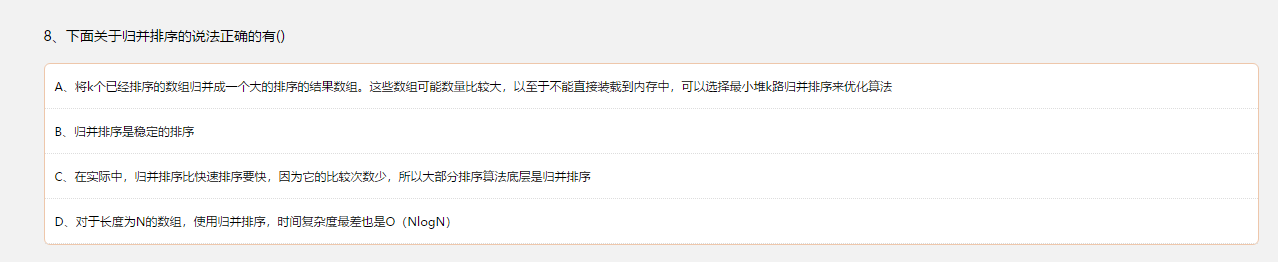 8、下面关于归并排序的说法正确的有()
A、将k个已经排序的数组归并成一个大的排序的结果数组。这些数组可能数量比较大，以至于不能直接装载到内存中，可以选择最小堆k路归并排序来优化算法
B、归并排序是稳定的排序
C、在实际中，归并排序比快速排序要快，因为它的比较次数少，所以大部分排序算法底层是归并排序
D、对于长度为N的数组，使用归并排序，时间复杂度最差也是O（NlogN）